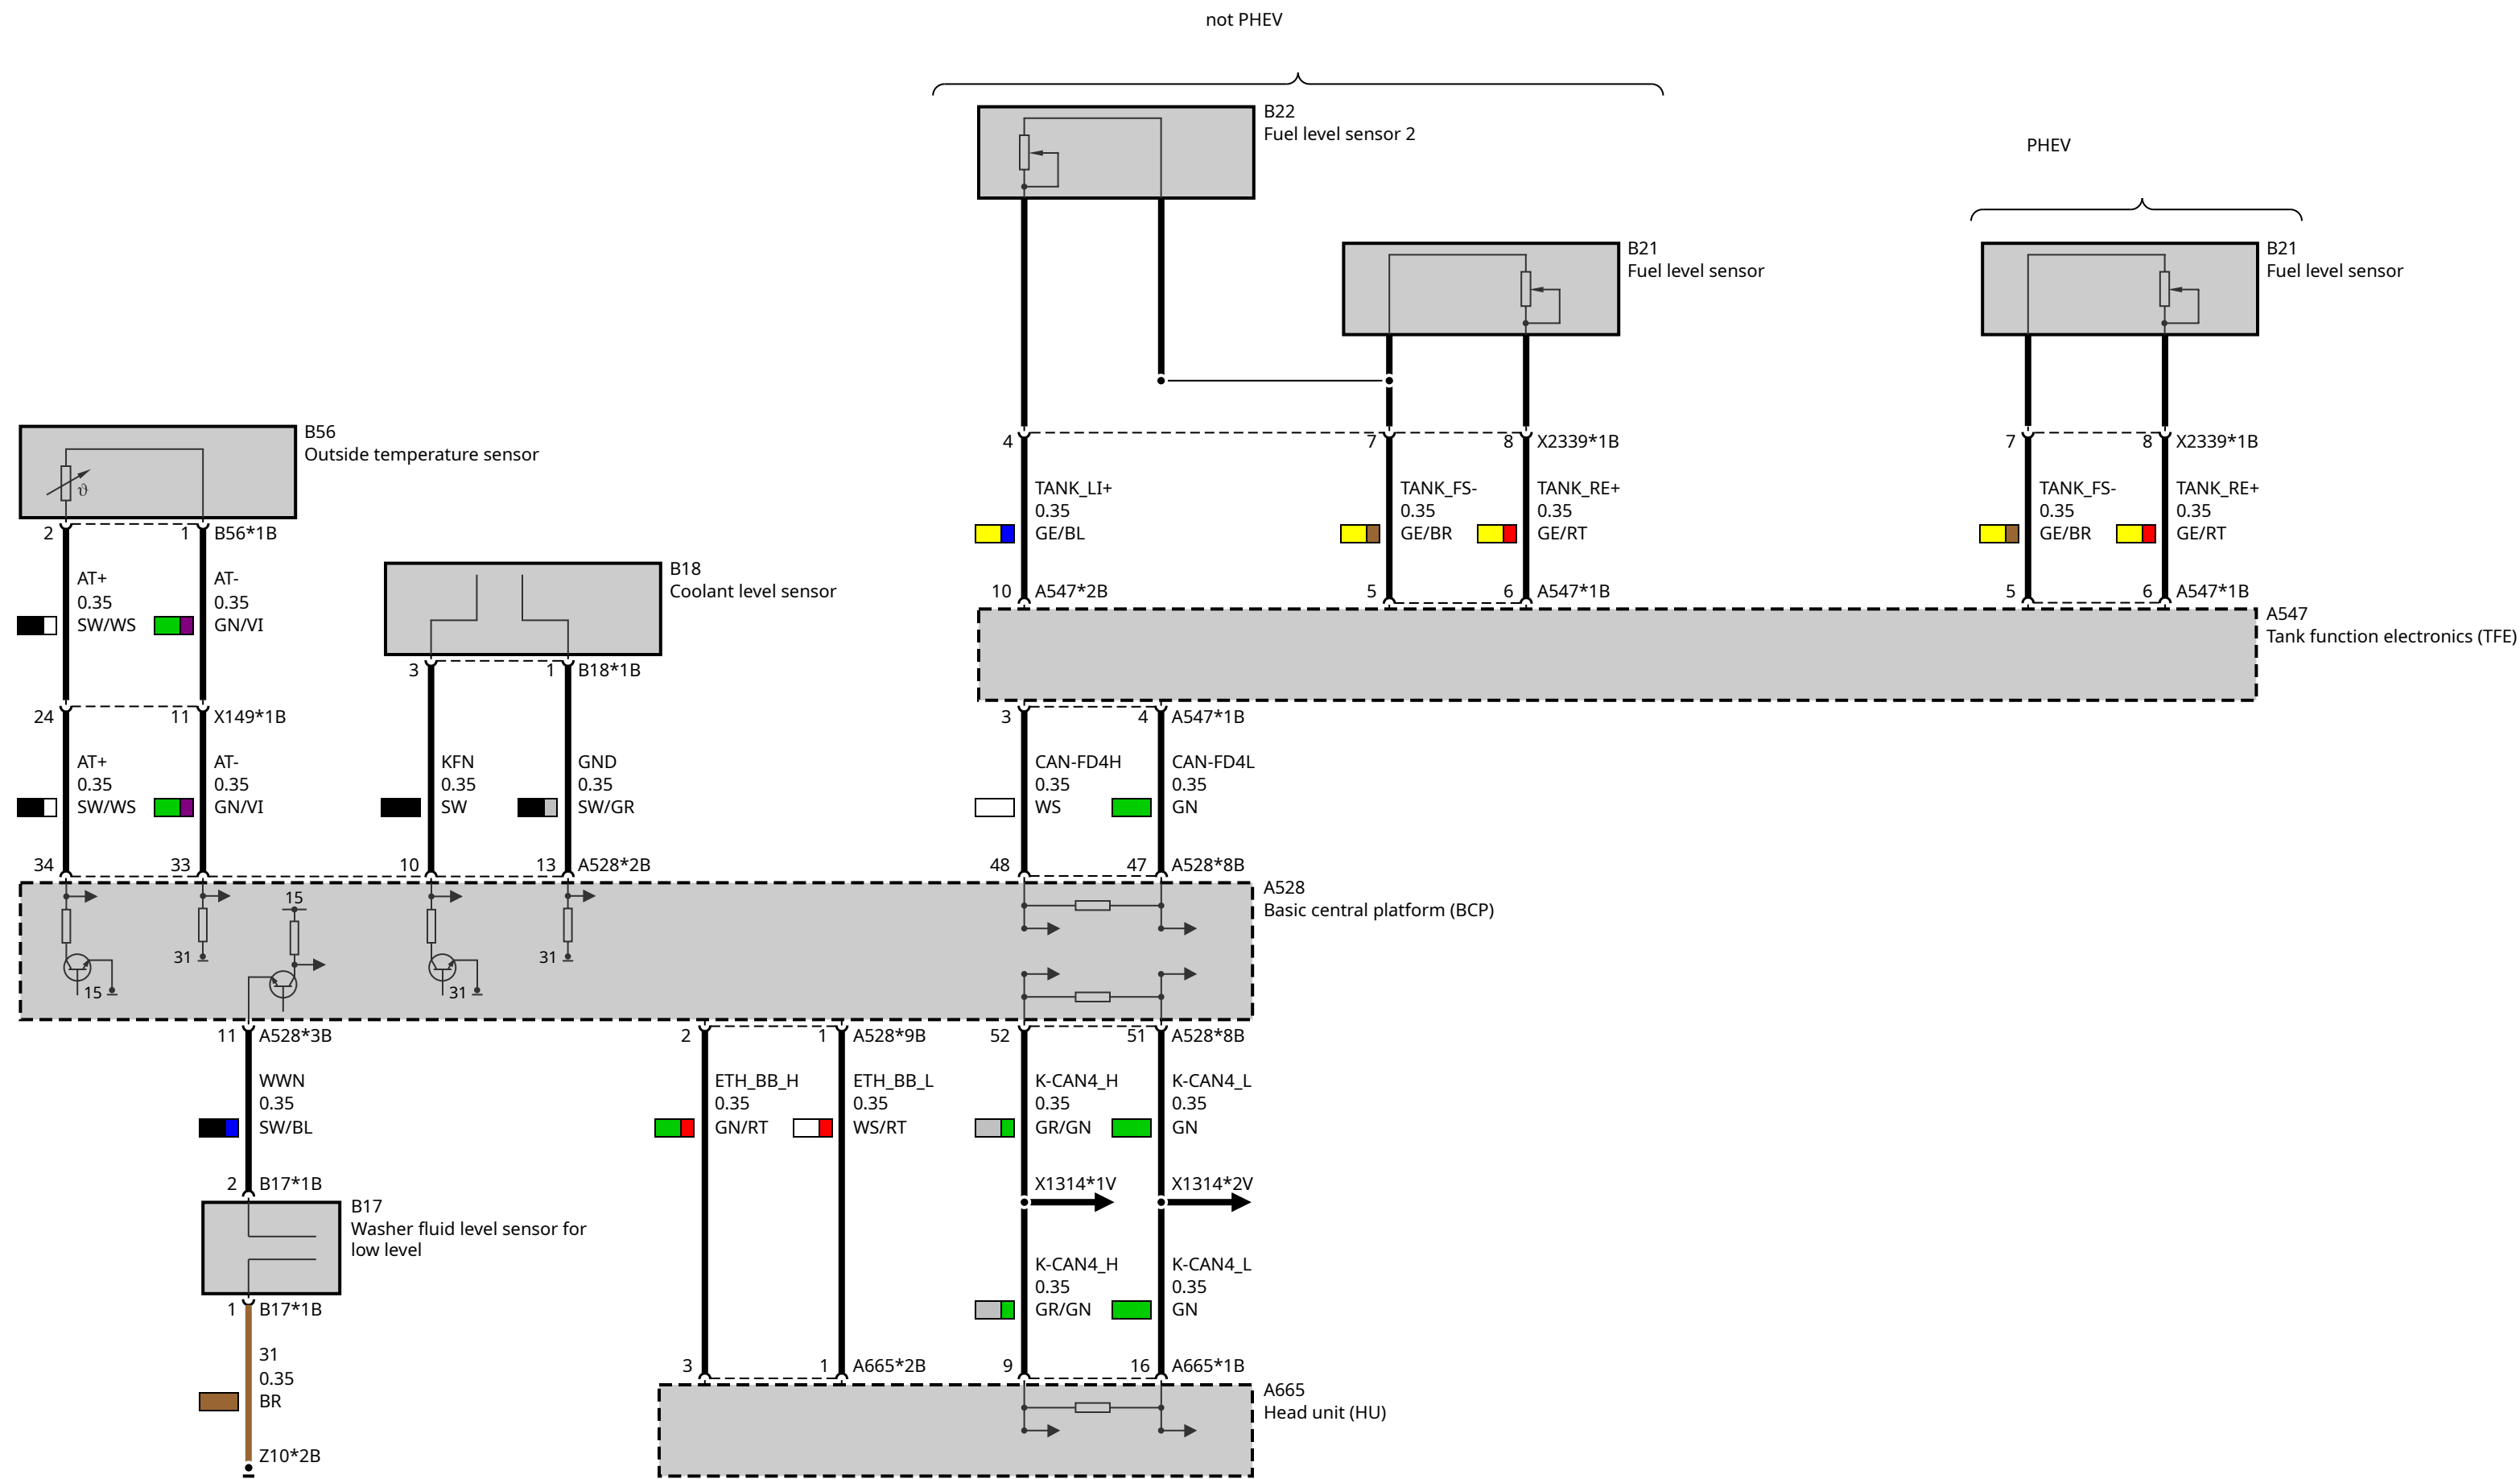 not PHEV
B22
Fuel level sensor 2
PHEV
B21
Fuel level sensor
B21
Fuel level sensor
B56
Outside temperature sensor
ϑ
4
7
8 X2339*1B
7
8 X2339*1B
TANK_LI+
0.35
GE/BL
TANK_FS-
0.35
GE/BR
TANK_RE+
0.35
GE/RT
TANK_FS-
0.35
GE/BR
TANK_RE+
0.35
GE/RT
2
1 B56*1B
AT+
0.35
SW/WS
AT-
0.35
GN/VI
B18
Coolant level sensor
10 A547*2B
5
6 A547*1B
5
6 A547*1B
A547
Tank function electronics (TFE)
3
1 B18*1B
24
11 X149*1B
3
4 A547*1B
AT+
0.35
SW/WS
AT-
0.35
GN/VI
KFN
0.35
SW
GND
0.35
SW/GR
CAN-FD4H
0.35
WS
CAN-FD4L
0.35
GN
34
33
10
13 A528*2B
48
47 A528*8B
A528
Basic central platform (BCP)
15
31
31
15
31
11 A528*3B
2
1 A528*9B
52
51 A528*8B
WWN
0.35
SW/BL
ETH_BB_H
0.35
GN/RT
ETH_BB_L
0.35
WS/RT
K-CAN4_H
0.35
GR/GN
K-CAN4_L
0.35
GN
2 B17*1B
X1314*1V
X1314*2V
B17
Washer fluid level sensor for
low level
K-CAN4_H
0.35
GR/GN
K-CAN4_L
0.35
GN
1 B17*1B
31
0.35
BR
3
1 A665*2B
9
16 A665*1B
A665
Head unit (HU)
Z10*2B